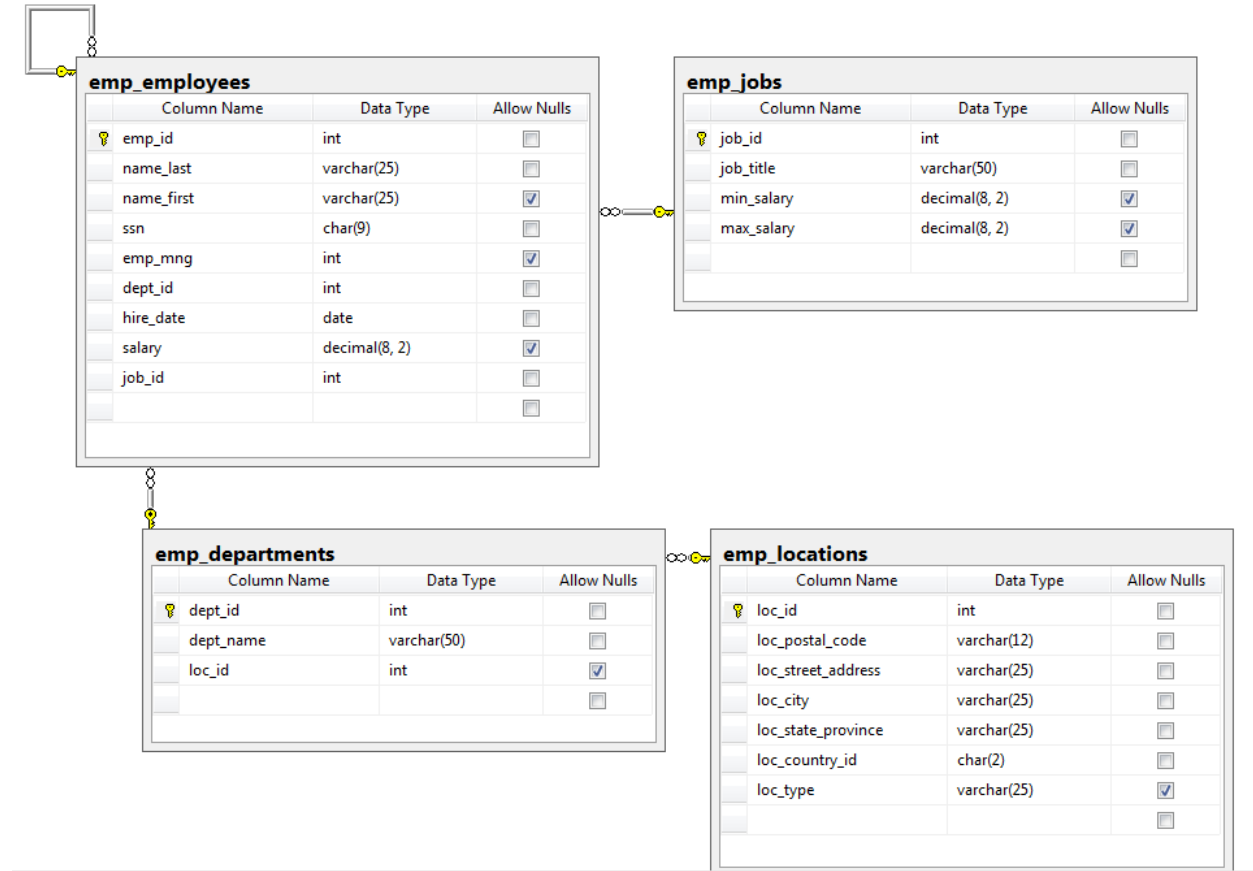 emp_employees
Column Name Data Type Allow Nulls
emp_id int
name_last varchar(25)
name_first varchar(25)
ssn char(9)
emp_mng int
dept_id int
hire_date date
salary decimal(8, 2)
job_id int
emp_jobs
Column Name Data Type Allow Nulls
job_id int
job_title varchar(50)
min_salary decimal(8, 2)
max_salary decimal(8, 2)
emp_departments
Column Name Data Type Allow Nulls
dept_id int
dept_name varchar(50)
loc_id int
emp_locations
Column Name Data Type Allow Nulls
loc_id int
loc_postal_code varchar(12)
loc_street_address varchar(25)
loc_city varchar(25)
loc_state_province varchar(25)
loc_country_id char(2)
loc_type varchar(25)